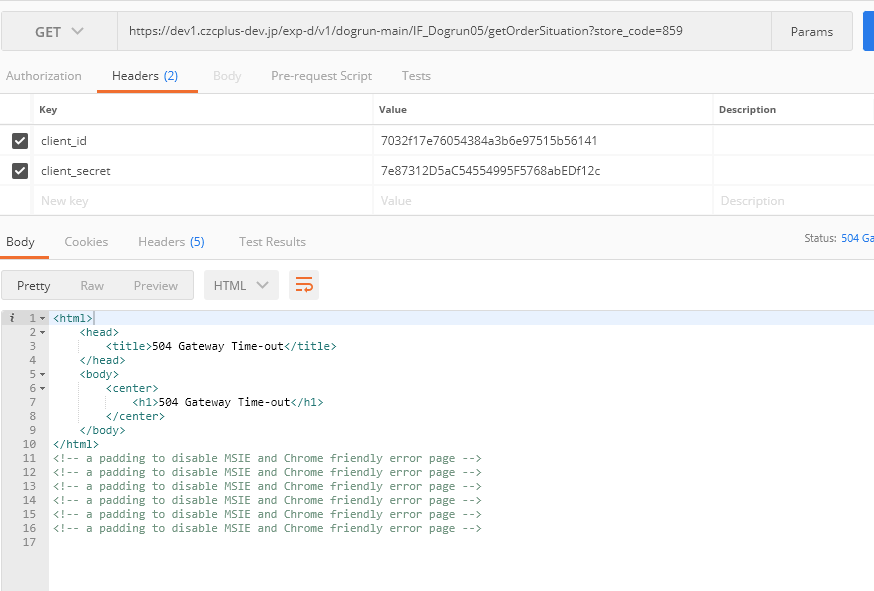 GET https://dev1.czcplus-dev.jp/exp-d/v1/dogrun-main/IF_Dogrun05/getOrderSituation?store_code=859 Params
Authorization Headers (2) Body Pre-request Script Tests
Key Value Description
client_id 7032f17e76054384a3b6e97515b56141
client_secret 7e87312D5aC54554995F5768abEDf12c
New key Value Description
Body Cookies Headers (5) Test Results Status: 504 Ga
Pretty Raw Preview HTML
i 1 <html>
2 <head>
3 <title>504 Gateway Time-out</title>
4 </head>
5 <body>
6 <center>
7 <h1>504 Gateway Time-out</h1>
8 </center>
9 </body>
10 </html>
11 <!-- a padding to disable MSIE and Chrome friendly error page -->
12 <!-- a padding to disable MSIE and Chrome friendly error page -->
13 <!-- a padding to disable MSIE and Chrome friendly error page -->
14 <!-- a padding to disable MSIE and Chrome friendly error page -->
15 <!-- a padding to disable MSIE and Chrome friendly error page -->
16 <!-- a padding to disable MSIE and Chrome friendly error page -->
17